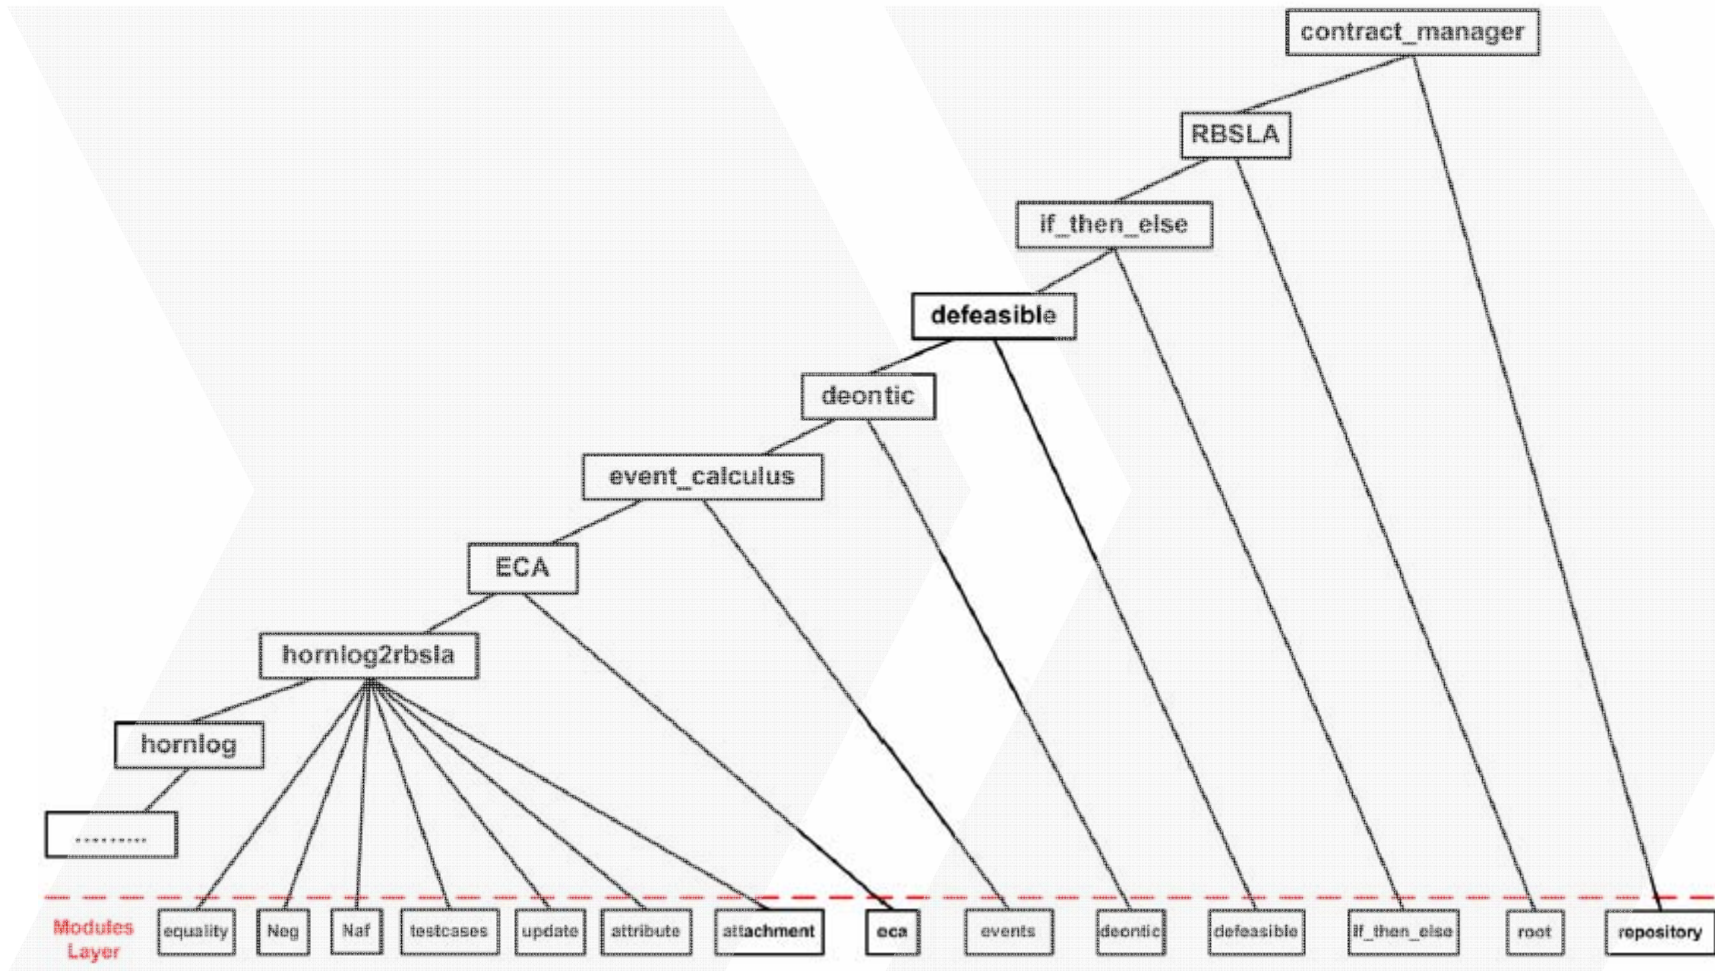 contract_manager
RBSLA
if_then_else
defeasible
deontic
event_calculus
ECA
hornlog2rbsla
hornlog
..........
Modules
Layer
equality
Neg
Naf
testcases
update
attribute
attachment
eca
events
deontic
defeasible
if_then_else
root
repository